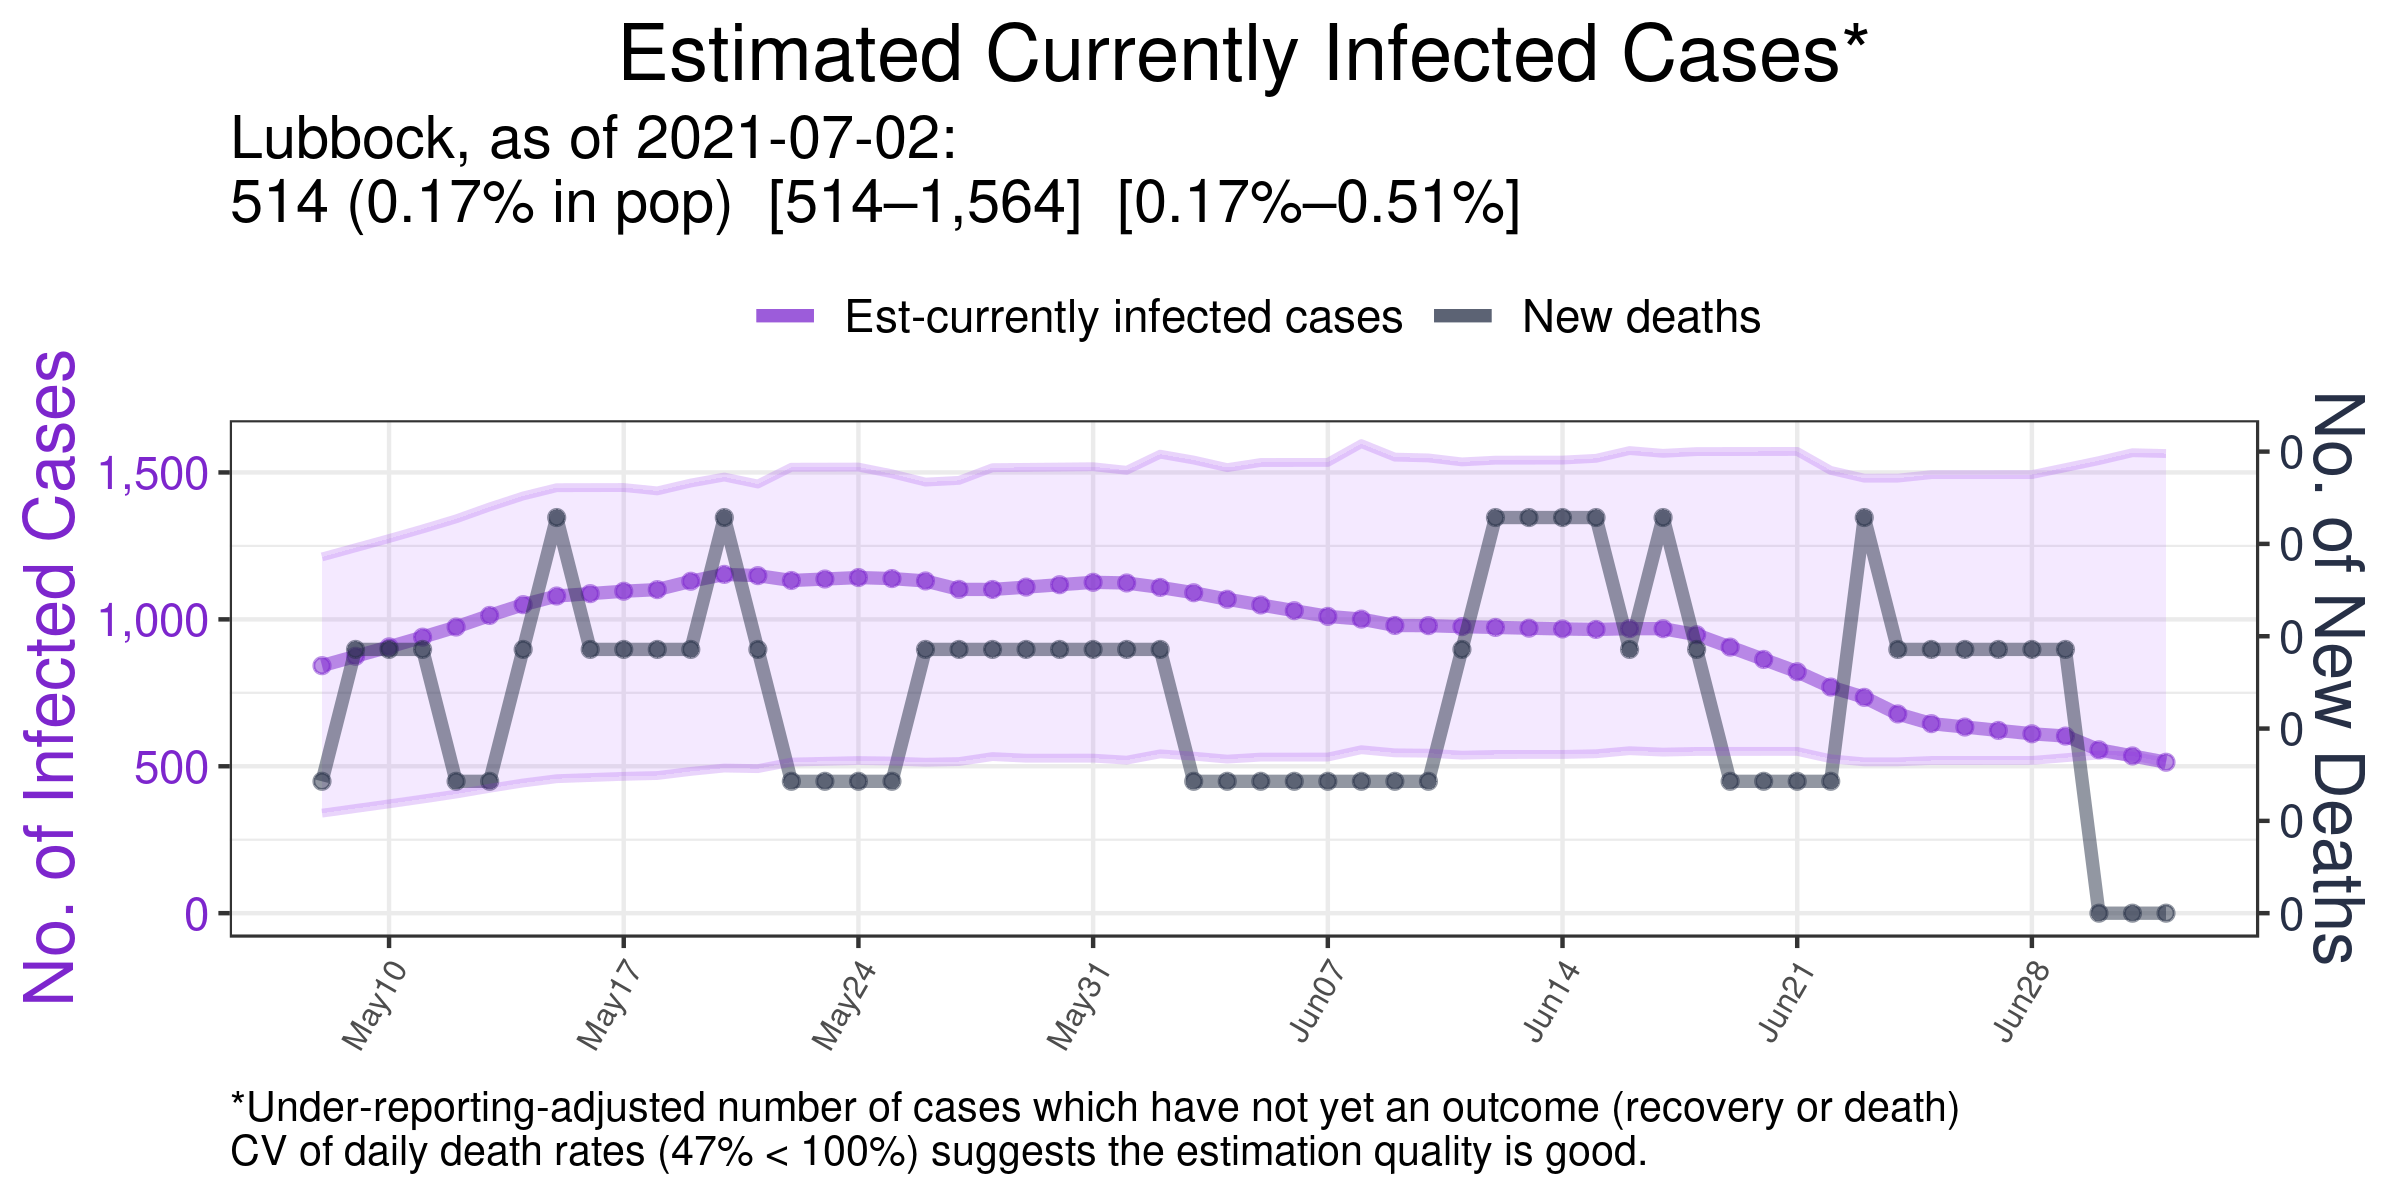 Estimated Currently Infected Cases*
Lubbock, as of 2021-07-02:
514 (0.17% in pop) [514–1,564] [0.17%–0.51%]
Est-currently infected cases
New deaths
No. of Infected Cases
1,500
1,000
500
0
No. of New Deaths
0
0
0
0
0
0
May10
May17
May24
May31
Jun07
Jun14
Jun21
Jun28
*Under-reporting-adjusted number of cases which have not yet an outcome (recovery or death)
CV of daily death rates (47% < 100%) suggests the estimation quality is good.